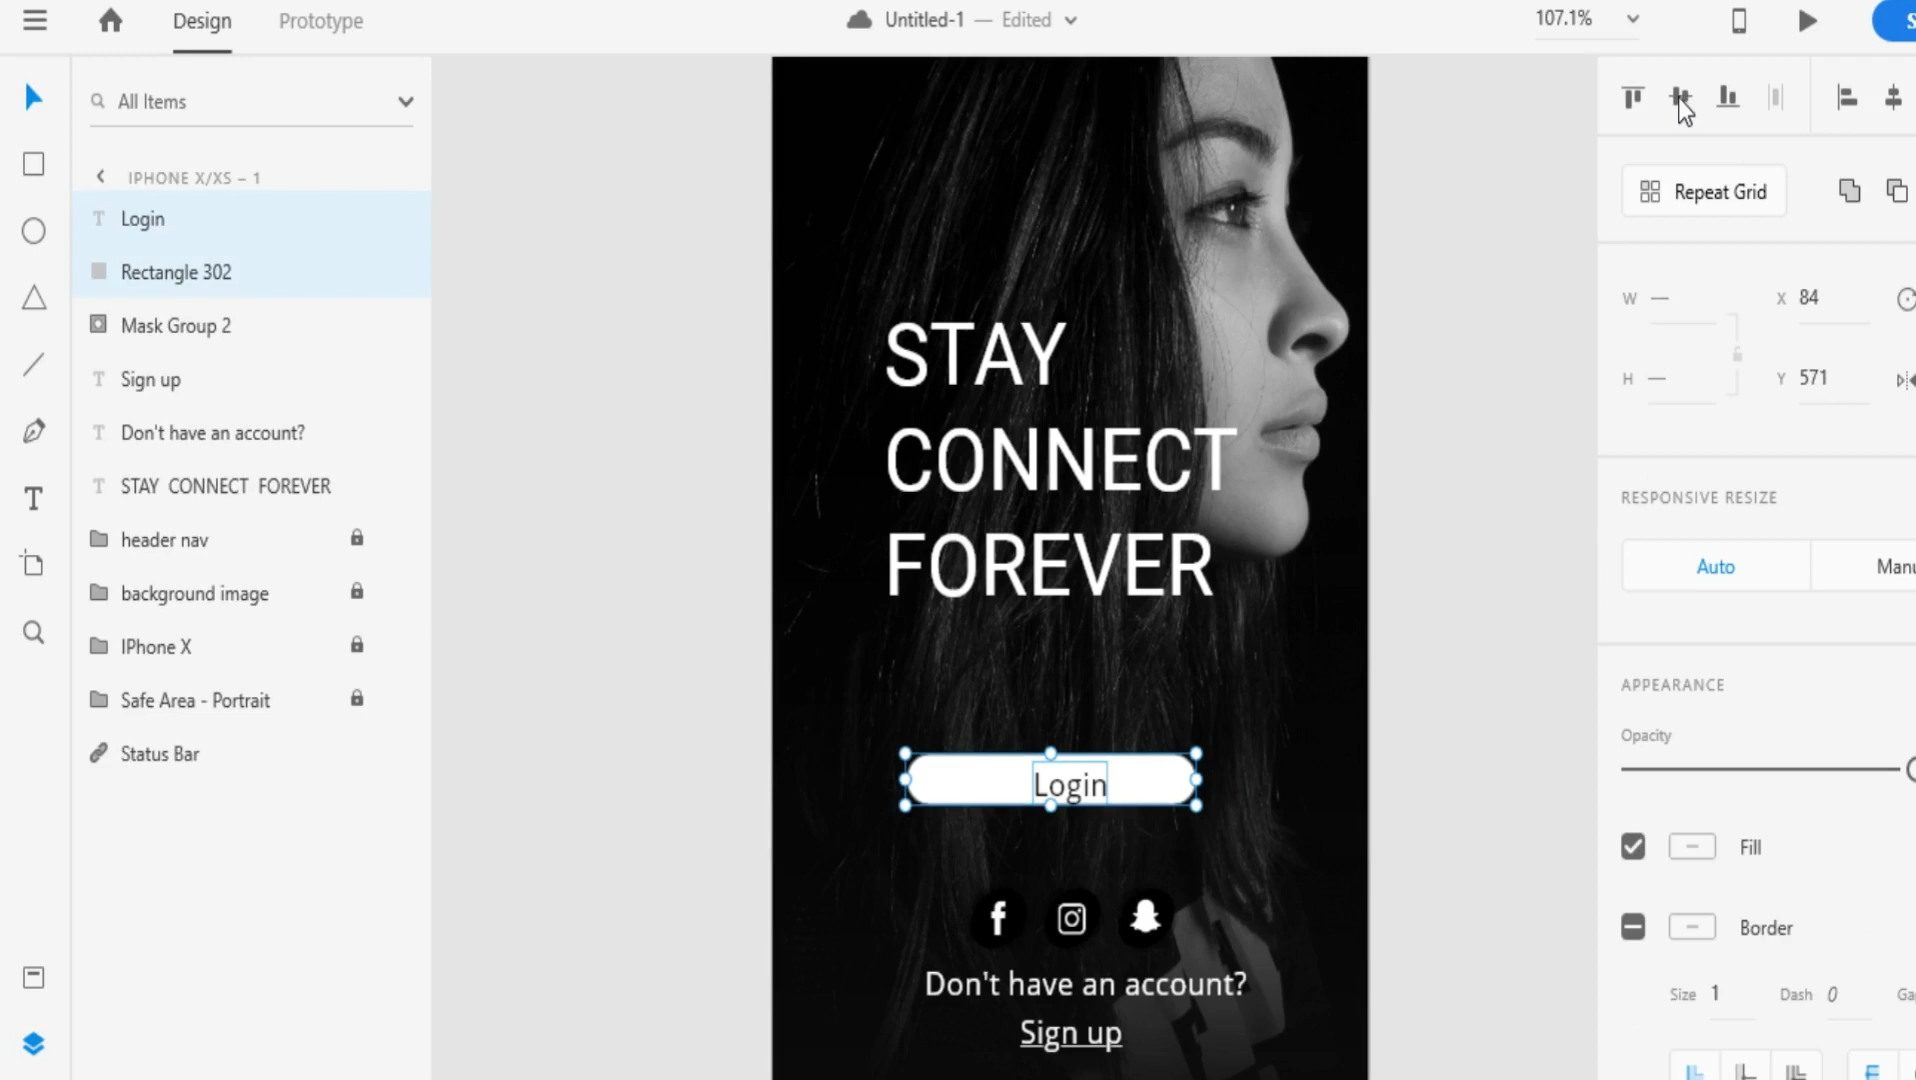 Design
Prototype
Untitled-1 — Edited
107.1%
S
All Items
IPHONE X/XS – 1
Login
Rectangle 302
Mask Group 2
Sign up
Don't have an account?
STAY CONNECT FOREVER
header nav
background image
IPhone X
Safe Area - Portrait
Status Bar
STAY
CONNECT
FOREVER
Login
Don't have an account?
Sign up
Repeat Grid
W — X 84
H — Y 571
RESPONSIVE RESIZE
Auto
APPEARANCE
Opacity
Fill
Border
Size 1 Dash 0